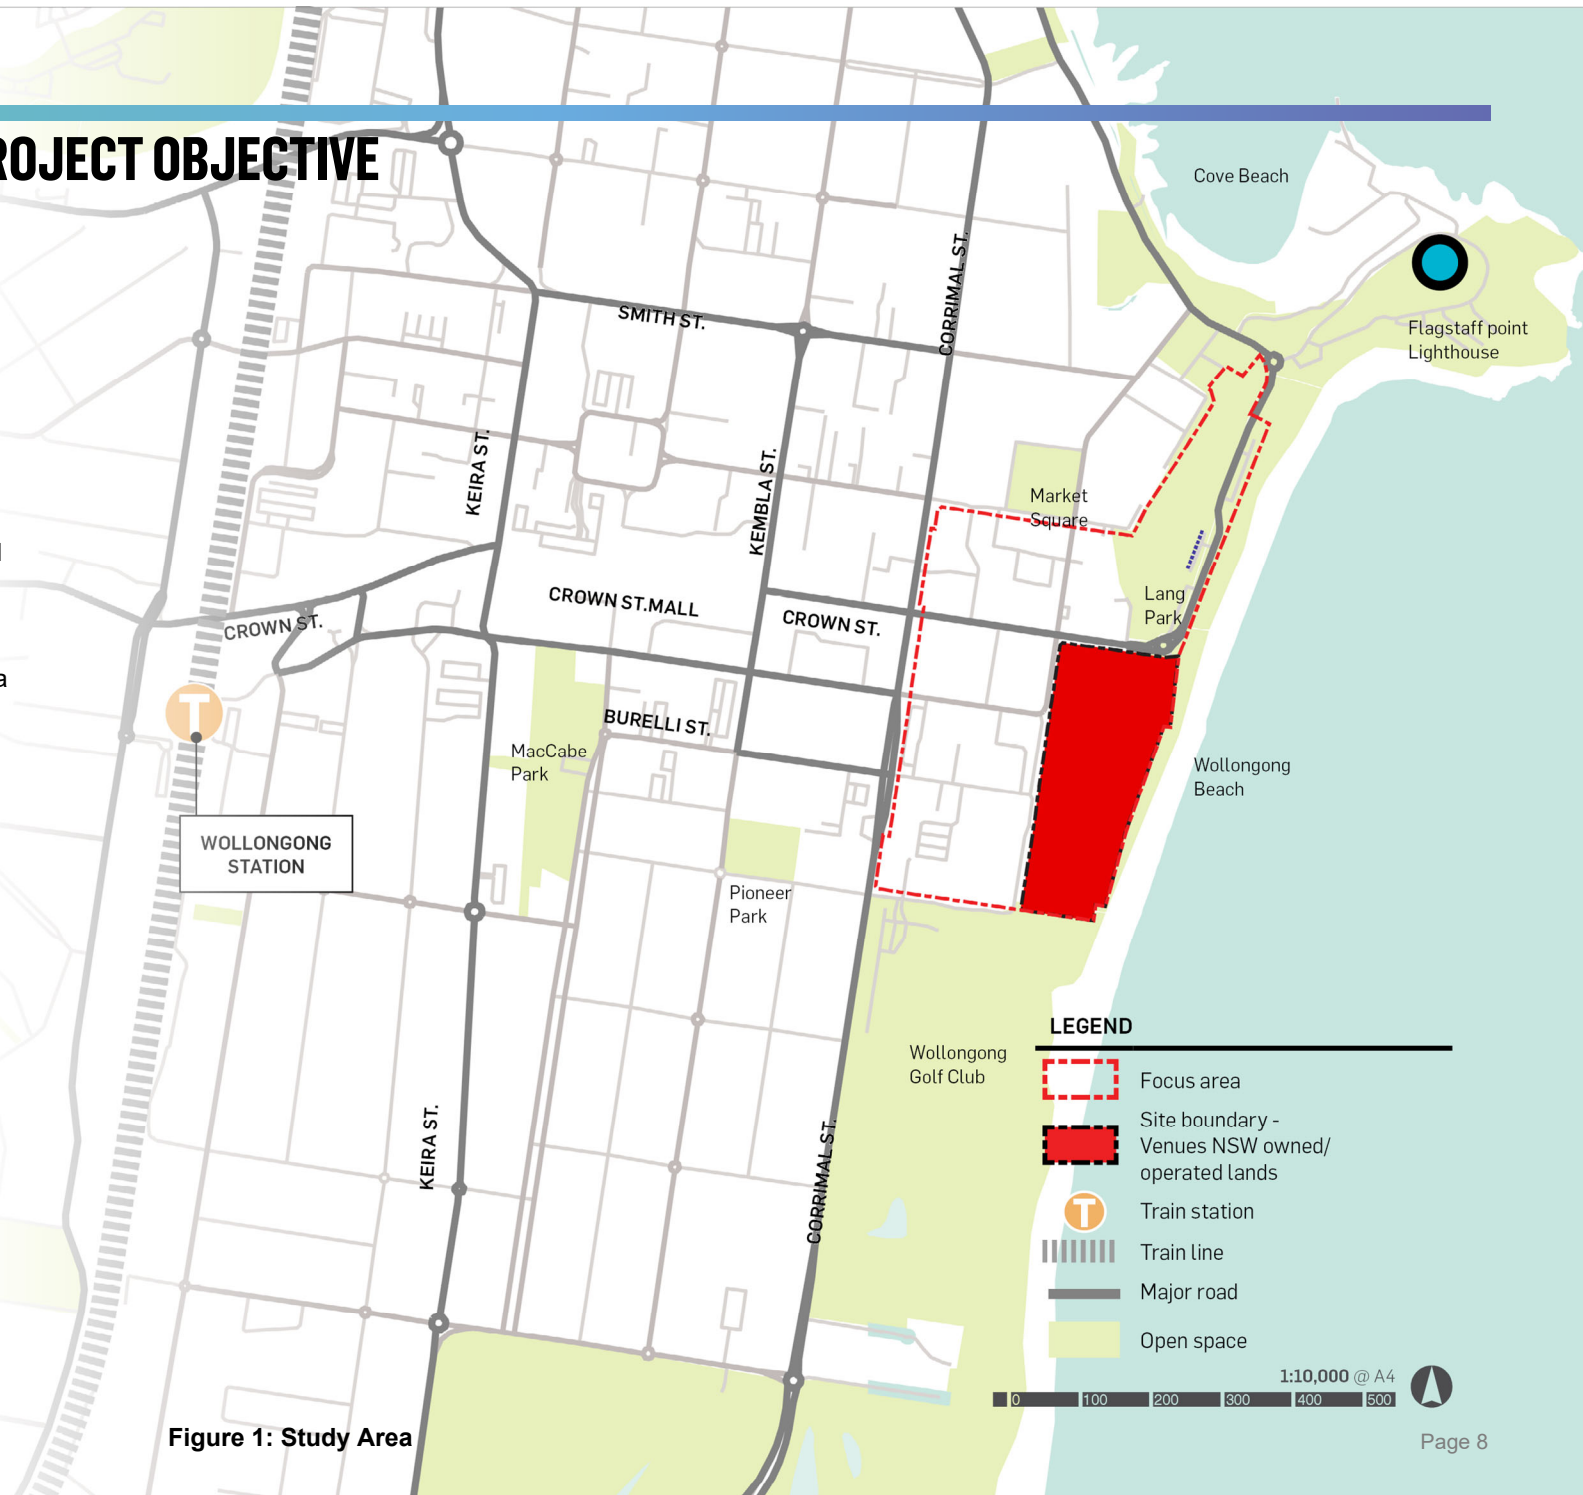 ROJECT OBJECTIVE
Cove Beach
CORRIMAL ST.
SMITH ST.
Flagstaff point
Lighthouse
KEIRA ST.
KEMBLA ST.
Market
Square
CROWN ST.MALL
Lang
Park
CROWN ST.
CROWN ST.
a
T
BURELLI ST.
MacCabe
Park
Wollongong
Beach
WOLLONGONG
STATION
Pioneer
Park
LEGEND
Wollongong
Golf Club
Focus area
Site boundary -
Venues NSW owned/
operated lands
KEIRA ST.
CORRIMAL ST.
T
Train station
Train line
Major road
Open space
1:10,000 @ A4
0 100 200 300 400 500
Figure 1: Study Area
Page 8